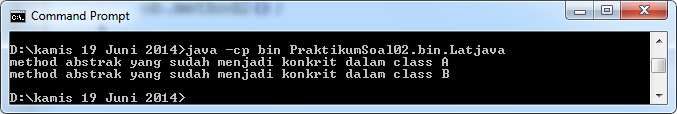 Command Prompt
D:\kamis 19 Juni 2014>java -cp bin PraktikumSoal02.bin.Latjava
method abstrak yang sudah menjadi konkrit dalam class A
method abstrak yang sudah menjadi konkrit dalam class B
D:\kamis 19 Juni 2014>